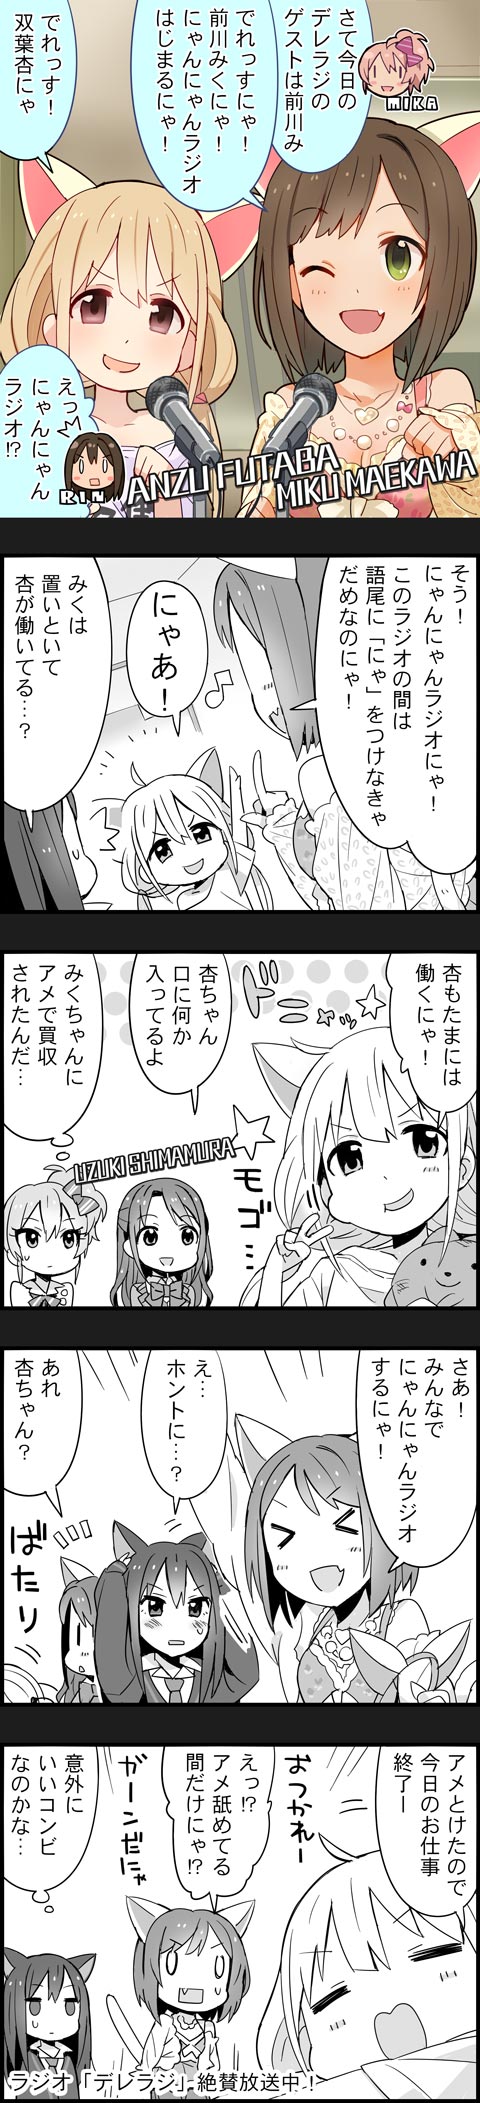 さて今日の
デレラジの
ゲストは前川み
MIKA
でれっすにゃ！
前川みくにゃ！
にゃんにゃんラジオ
はじまるにゃ！
でれっす！
双葉杏にゃ
えっ
にゃんにゃん
ラジオ!?
RIN
ANZU FUTABA
MIKU MAEKAWA
そう！
にゃんにゃんラジオにゃ！
このラジオの間は
語尾に「にゃ」をつけなきゃ
だめなのにゃ！
にゃあ！
みくは
置いといて
杏が働いてる…？
杏もたまには
働くにゃ！
ドニャッ
杏ちゃん
口に何か
入ってるよ
みくちゃんに
アメで買収
されたんだ…
UZUKI SHIMAMURA
モゴ…
さあ！
みんなで
にゃんにゃんラジオ
するにゃ！
え…
ホントに…？
あれ
杏ちゃん？
ばたり
アメとけたので
今日のお仕事
終了ー
おつかれー
えっ!?
アメ舐めてる
間だけにゃ!?
ガーンだにゃ
意外に
いいコンビ
なのかな…
ラジオ「デレラジ」絶賛放送中！